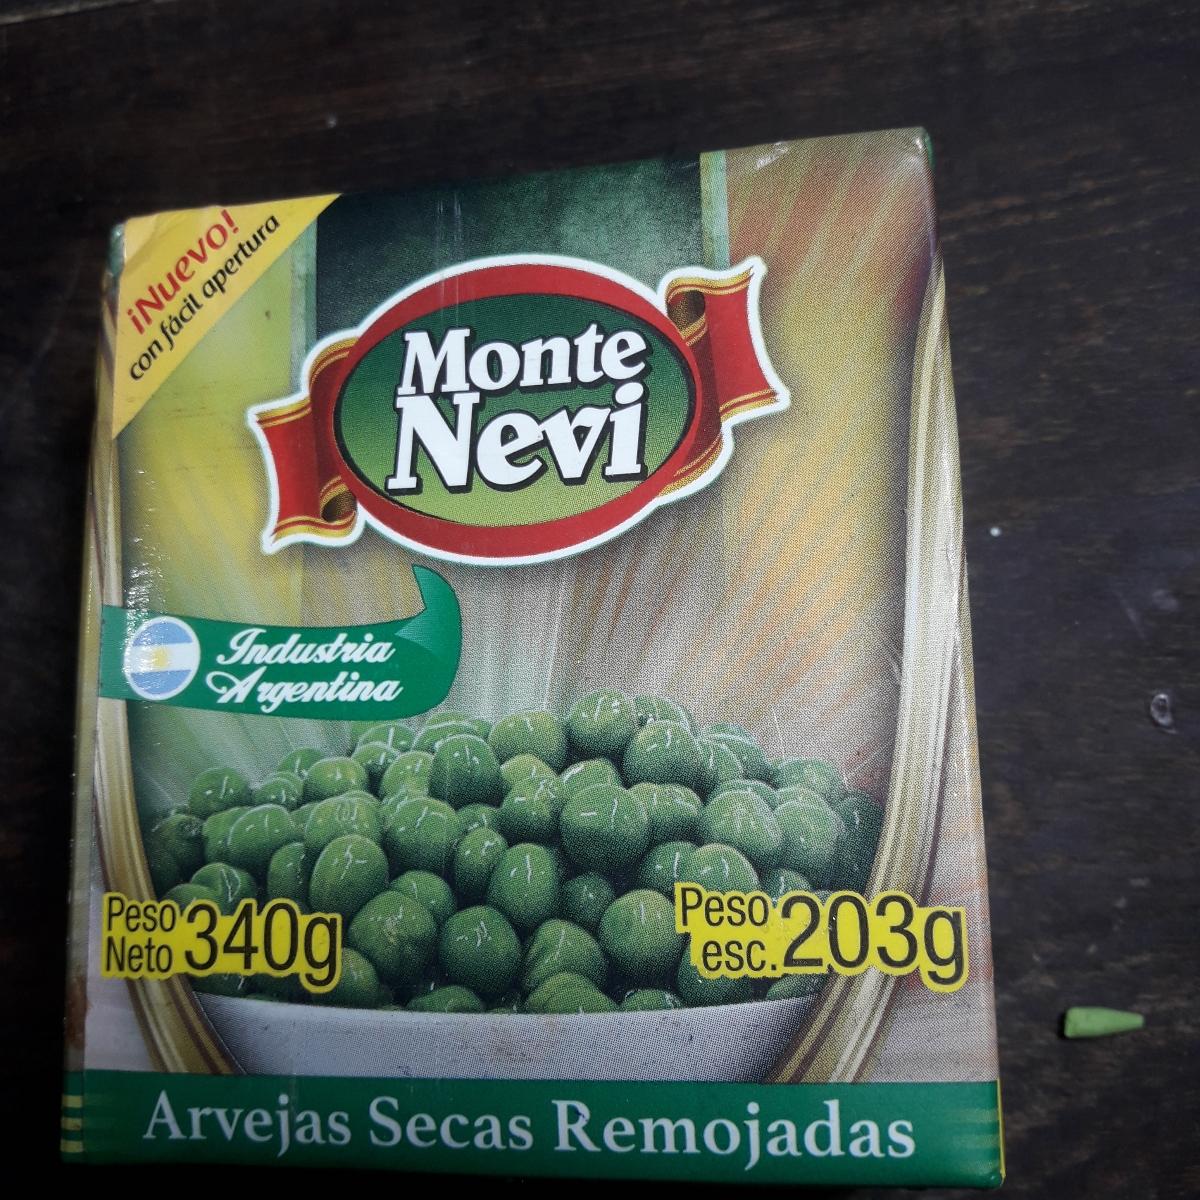 ¡Nuevo!
con fácil apertura
Monte
Nevi
Industria
Argentina
Peso
Neto 340g
Peso
esc. 203g
Arvejas Secas Remojadas